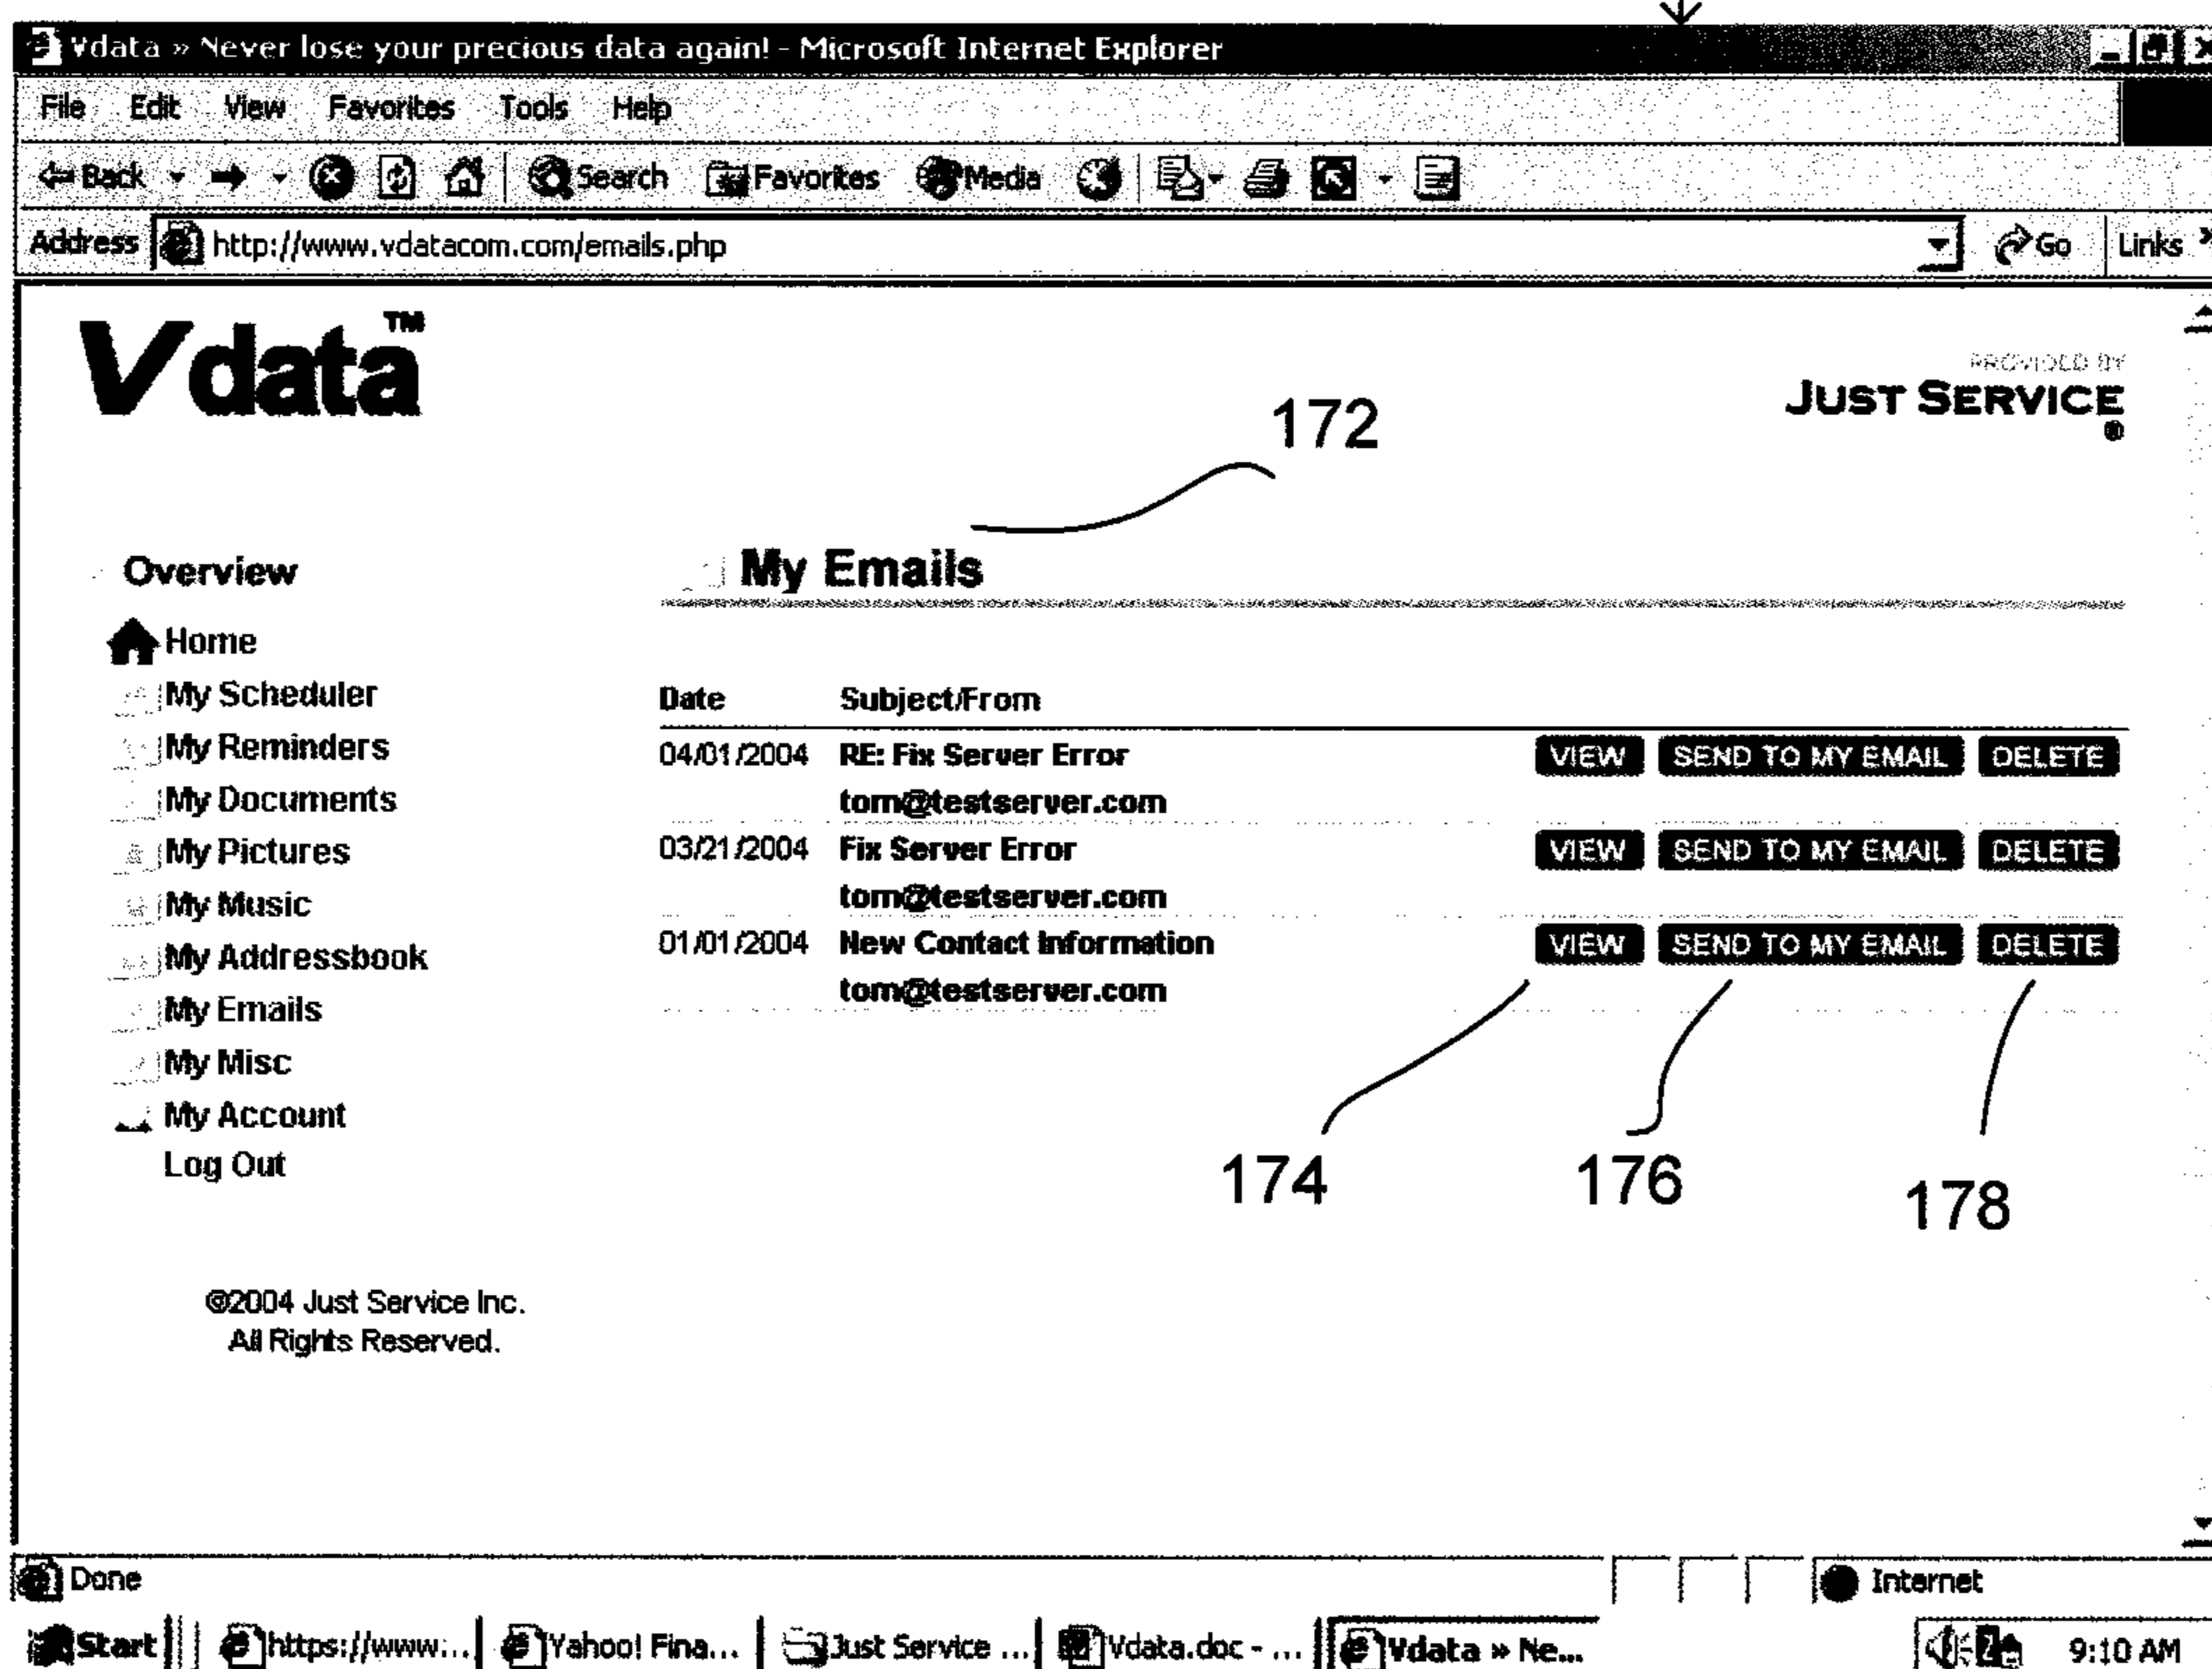 Vdata » Never lose your precious data again! - Microsoft Internet Explorer
File Edit View Favorites Tools Help
Back Search Favorites Media
Address http://www.vdatacom.com/emails.php Go Links
Vdata™
PROVIDED BY
JUST SERVICE
®
172
Overview
My Emails
Home
My Scheduler
Date Subject/From
My Reminders
04/01/2004 RE: Fix Server Error VIEW SEND TO MY EMAIL DELETE
My Documents
tom@testserver.com
My Pictures
03/21/2004 Fix Server Error VIEW SEND TO MY EMAIL DELETE
My Music
tom@testserver.com
My Addressbook
01/01/2004 New Contact Information VIEW SEND TO MY EMAIL DELETE
My Emails
tom@testserver.com
My Misc
My Account
Log Out
174 176 178
©2004 Just Service Inc.
All Rights Reserved.
Done Internet
Start https://www.... Yahoo! Fina... Just Service ... Vdata.doc - ... Vdata » Ne... 9:10 AM